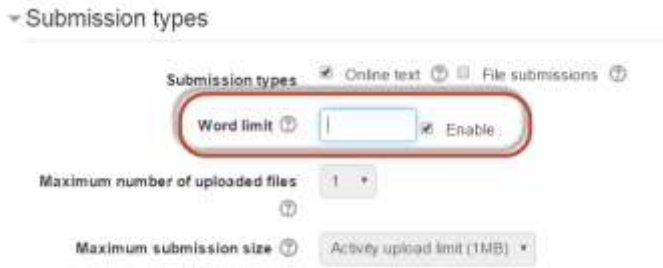 Submission types
Submission types Online text File submissions
Word limit Enable
Maximum number of uploaded files 1
Maximum submission size Activity upload limit (1MB)